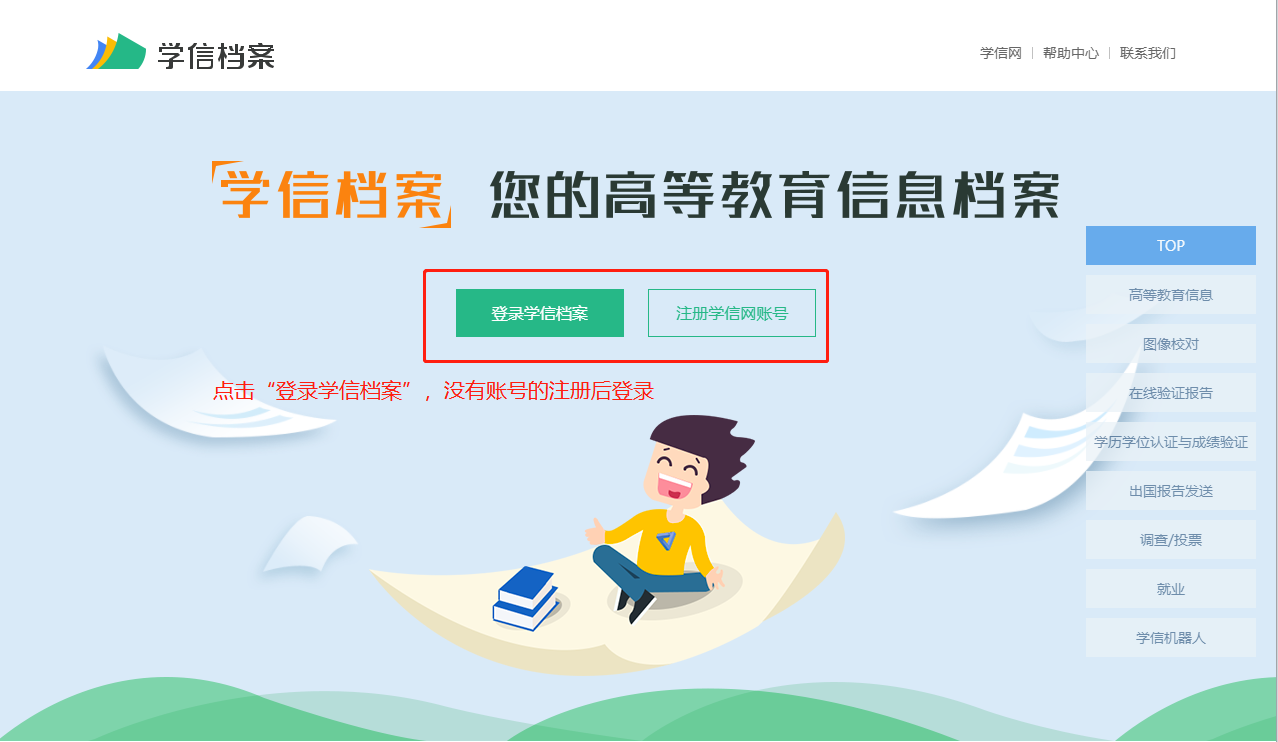 学信档案
学信网 | 帮助中心 | 联系我们
学信档案 您的高等教育信息档案
登录学信档案 注册学信网账号
点击“登录学信档案”，没有账号的注册后登录
TOP
高等教育信息
图像校对
在线验证报告
学历学位认证与成绩验证
出国报告发送
调查/投票
就业
学信机器人